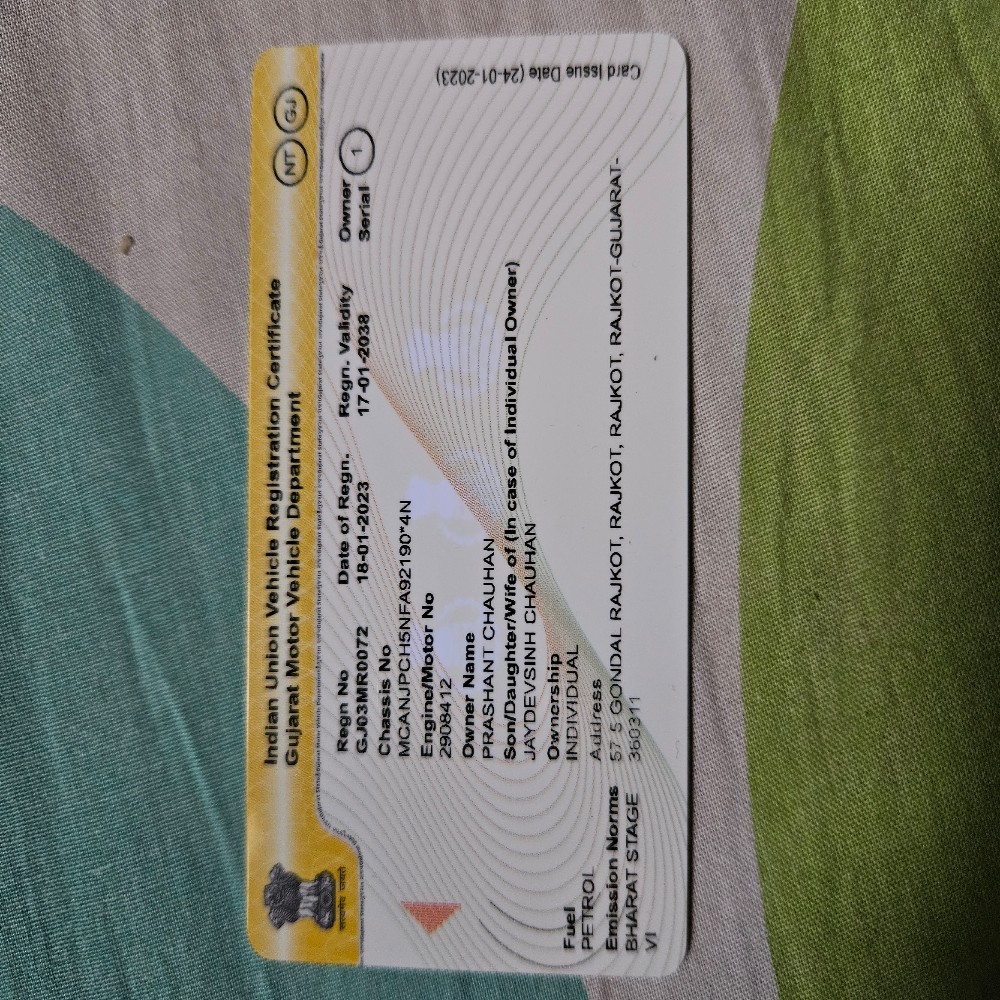 Indian Union Vehicle Registration Certificate
Gujarat Motor Vehicle Department
NT GJ
सत्यमेव जयते
Regn No Date of Regn. Regn. Validity Owner Serial 1
GJ03MR0072 18-01-2023 17-01-2038
Chassis No
MCANJPCH5NFA92190*4N
Engine/Motor No
2908412
Owner Name
PRASHANT CHAUHAN
Son/Daughter/Wife of (In case of Individual Owner)
JAYDEVSINH CHAUHAN
Ownership
INDIVIDUAL
Address
57 5 GONDAL RAJKOT, RAJKOT, RAJKOT, RAJKOT-GUJARAT-
360311
Fuel
PETROL
Emission Norms
BHARAT STAGE
VI
Card Issue Date (24-01-2023)